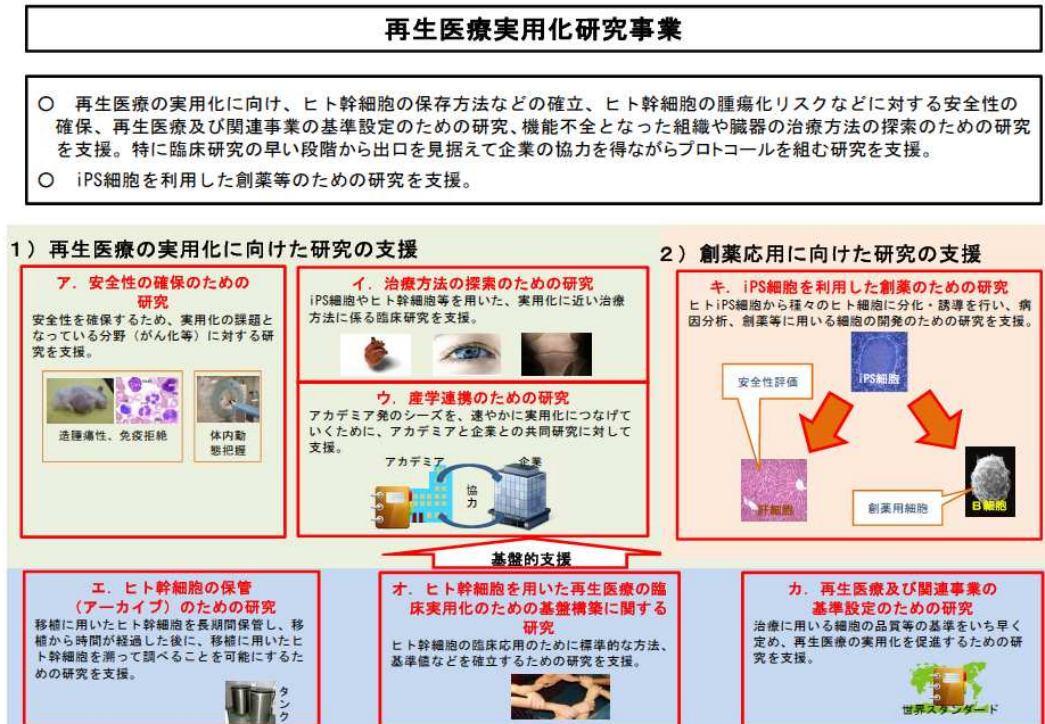 再生医療実用化研究事業
○　再生医療の実用化に向け、ヒト幹細胞の保存方法などの確立、ヒト幹細胞の腫瘍化リスクなどに対する安全性の
確保、再生医療及び関連事業の基準設定のための研究、機能不全となった組織や臓器の治療方法の探索のための研究
を支援。特に臨床研究の早い段階から出口を見据えて企業の協力を得ながらプロトコールを組む研究を支援。
○　iPS細胞を利用した創薬等のための研究を支援。
１）再生医療の実用化に向けた研究の支援
ア．安全性の確保のための
研究
安全性を確保するため、実用化の課題と
なっている分野（がん化等）に対する研
究を支援。
造腫瘍性、免疫拒絶
体内動
態把握
イ．治療方法の探索のための研究
iPS細胞やヒト幹細胞等を用いた、実用化に近い治療
方法に係る臨床研究を支援。
ウ．産学連携のための研究
アカデミア発のシーズを、速やかに実用化につなげて
いくために、アカデミアと企業との共同研究に対して
支援。
アカデミア
企業
協
力
２）創薬応用に向けた研究の支援
キ．iPS細胞を利用した創薬のための研究
ヒトiPS細胞から種々のヒト細胞に分化・誘導を行い、病
因分析、創薬等に用いる細胞の開発のための研究を支援。
iPS細胞
安全性評価
肝細胞
創薬用細胞
B細胞
基盤的支援
エ．ヒト幹細胞の保管
（アーカイブ）のための研究
移植に用いたヒト幹細胞を長期間保管し、移
植から時間が経過した後に、移植に用いたヒ
ト幹細胞を溯って調べることを可能にするた
めの研究を支援。
タンク
オ．ヒト幹細胞を用いた再生医療の臨
床実用化のための基盤構築に関する
研究
ヒト幹細胞の臨床応用のために標準的な方法、
基準値などを確立するための研究を支援。
カ．再生医療及び関連事業の
基準設定のための研究
治療に用いる細胞の品質等の基準をいち早く
定め、再生医療の実用化を促進するための研
究を支援。
世界スタンダード